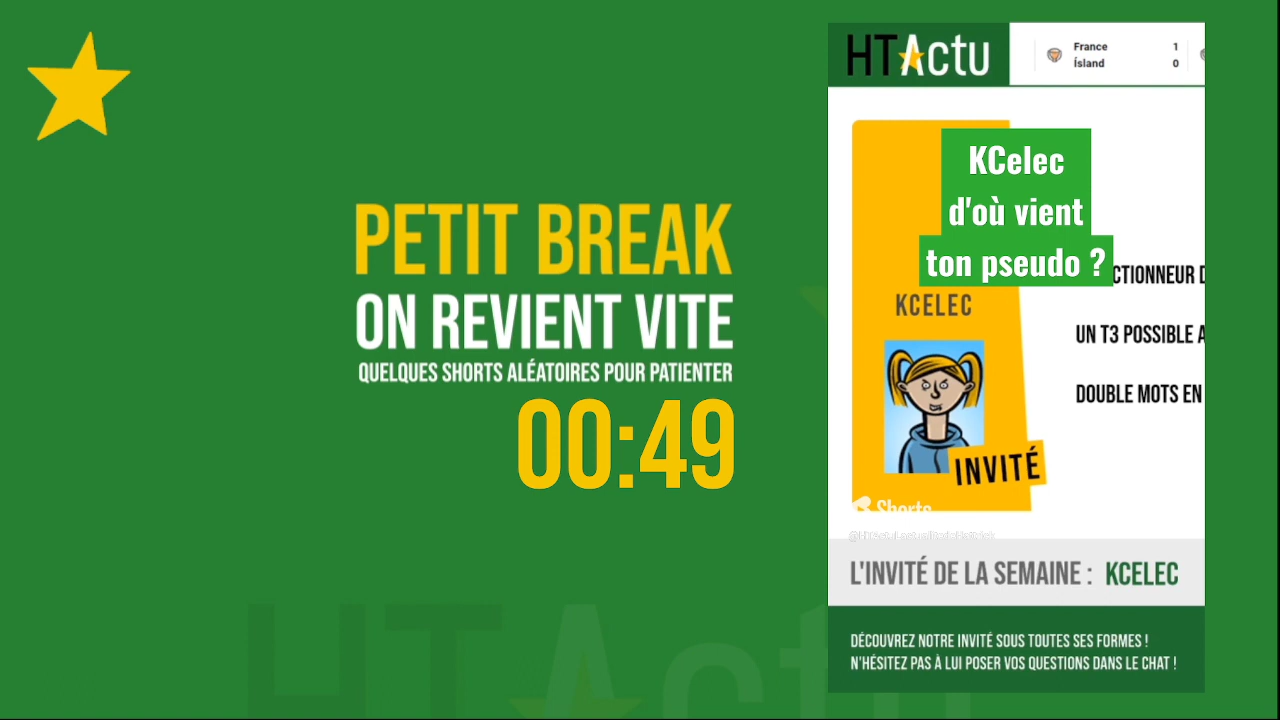 PETIT BREAK
ON REVIENT VITE
QUELQUES SHORTS ALÉATOIRES POUR PATIENTER
00:49
HTActu
France 1
Ísland 0
KCelec
d'où vient
ton pseudo ?
CTIONNEUR D
KCELEC
UN T3 POSSIBLE A
DOUBLE MOTS EN
INVITÉ
Shorts
L'INVITÉ DE LA SEMAINE : KCELEC
DÉCOUVREZ NOTRE INVITÉ SOUS TOUTES SES FORMES !
N'HÉSITEZ PAS À LUI POSER VOS QUESTIONS DANS LE CHAT !
HTActu